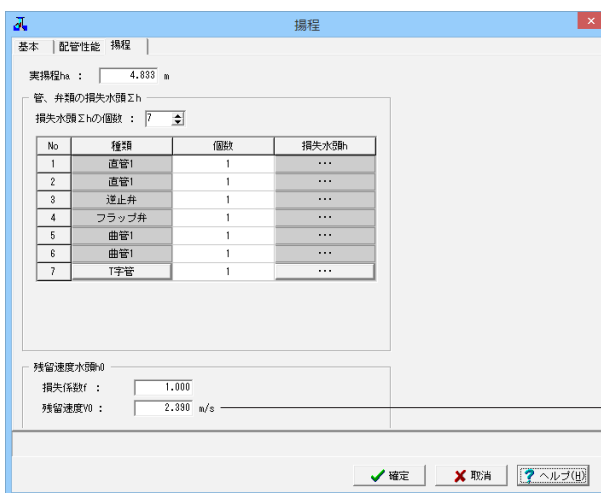 揚程
基本 配管性能 揚程
実揚程ha : 4.833 m
管、弁類の損失水頭Σh
損失水頭Σhの個数 : 7
No 種類 個数 損失水頭h
1 直管1 1 ...
2 直管1 1 ...
3 逆止弁 1 ...
4 フラップ弁 1 ...
5 曲管1 1 ...
6 曲管1 1 ...
7 T字管 1 ...
残留速度水頭h0
損失係数f : 1.000
残留速度V0 : 2.390 m/s
確定 取消 ? ヘルプ(H)